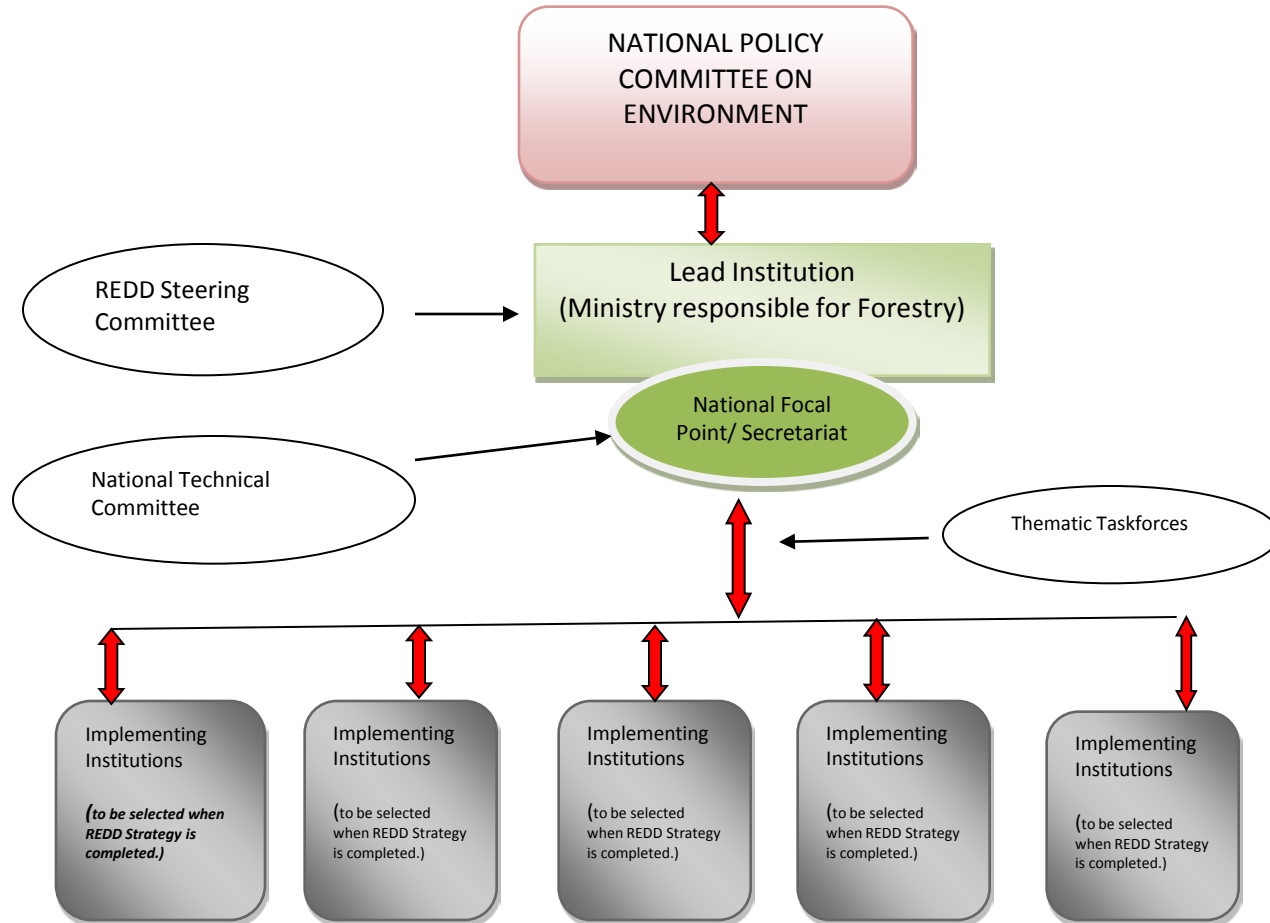 NATIONAL POLICY
COMMITTEE ON
ENVIRONMENT
Lead Institution
(Ministry responsible for Forestry)
REDD Steering
Committee
National Focal
Point/ Secretariat
National Technical
Committee
Thematic Taskforces
Implementing
Institutions
(to be selected when
REDD Strategy is
completed.)
Implementing
Institutions
(to be selected
when REDD Strategy
is completed.)
Implementing
Institutions
(to be selected
when REDD Strategy
is completed.)
Implementing
Institutions
(to be selected
when REDD Strategy
is completed.)
Implementing
Institutions
(to be selected
when REDD Strategy
is completed.)